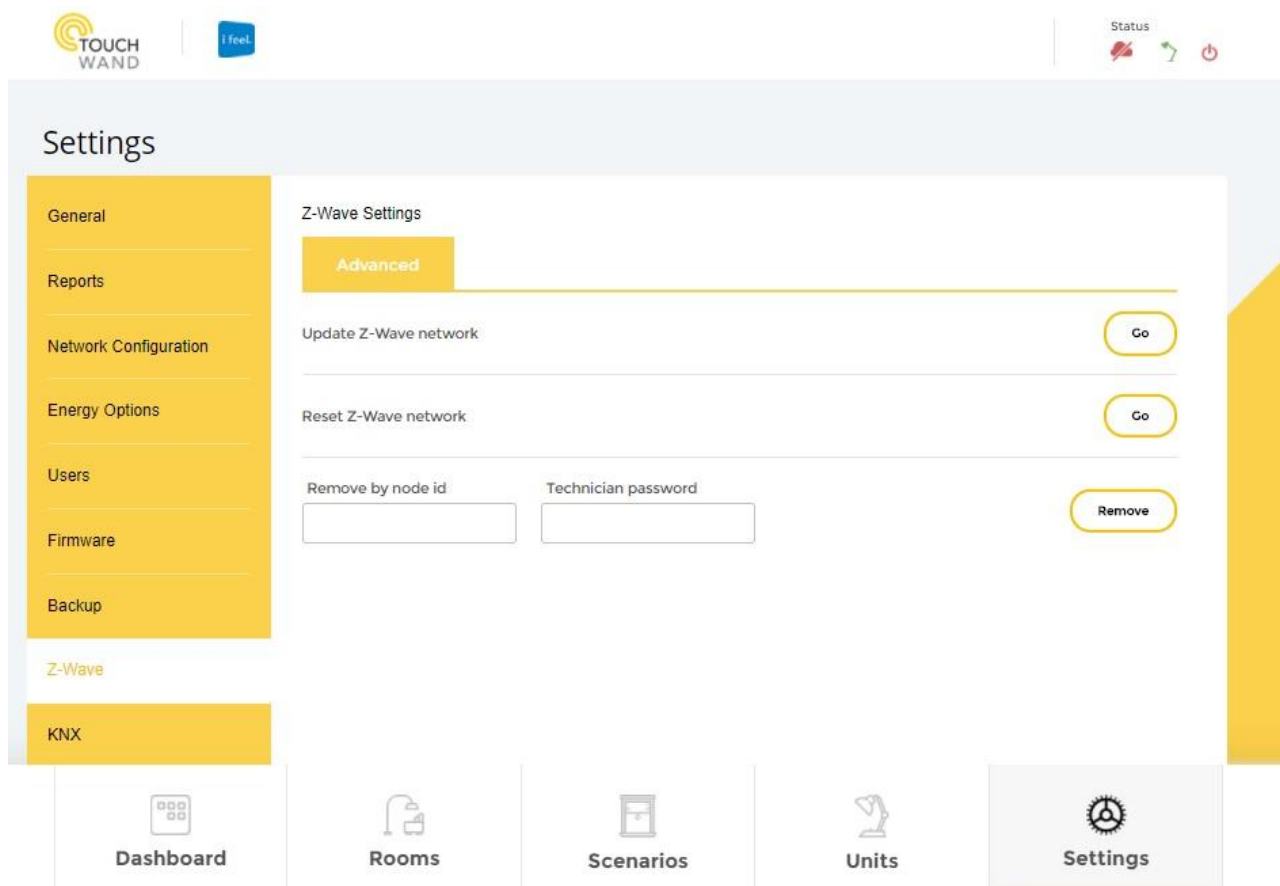 TOUCH
WAND
i feel.
Status
Settings
General
Reports
Network Configuration
Energy Options
Users
Firmware
Backup
Z-Wave
KNX
Z-Wave Settings
Advanced
Update Z-Wave network
Go
Reset Z-Wave network
Go
Remove by node id
Technician password
Remove
Dashboard
Rooms
Scenarios
Units
Settings